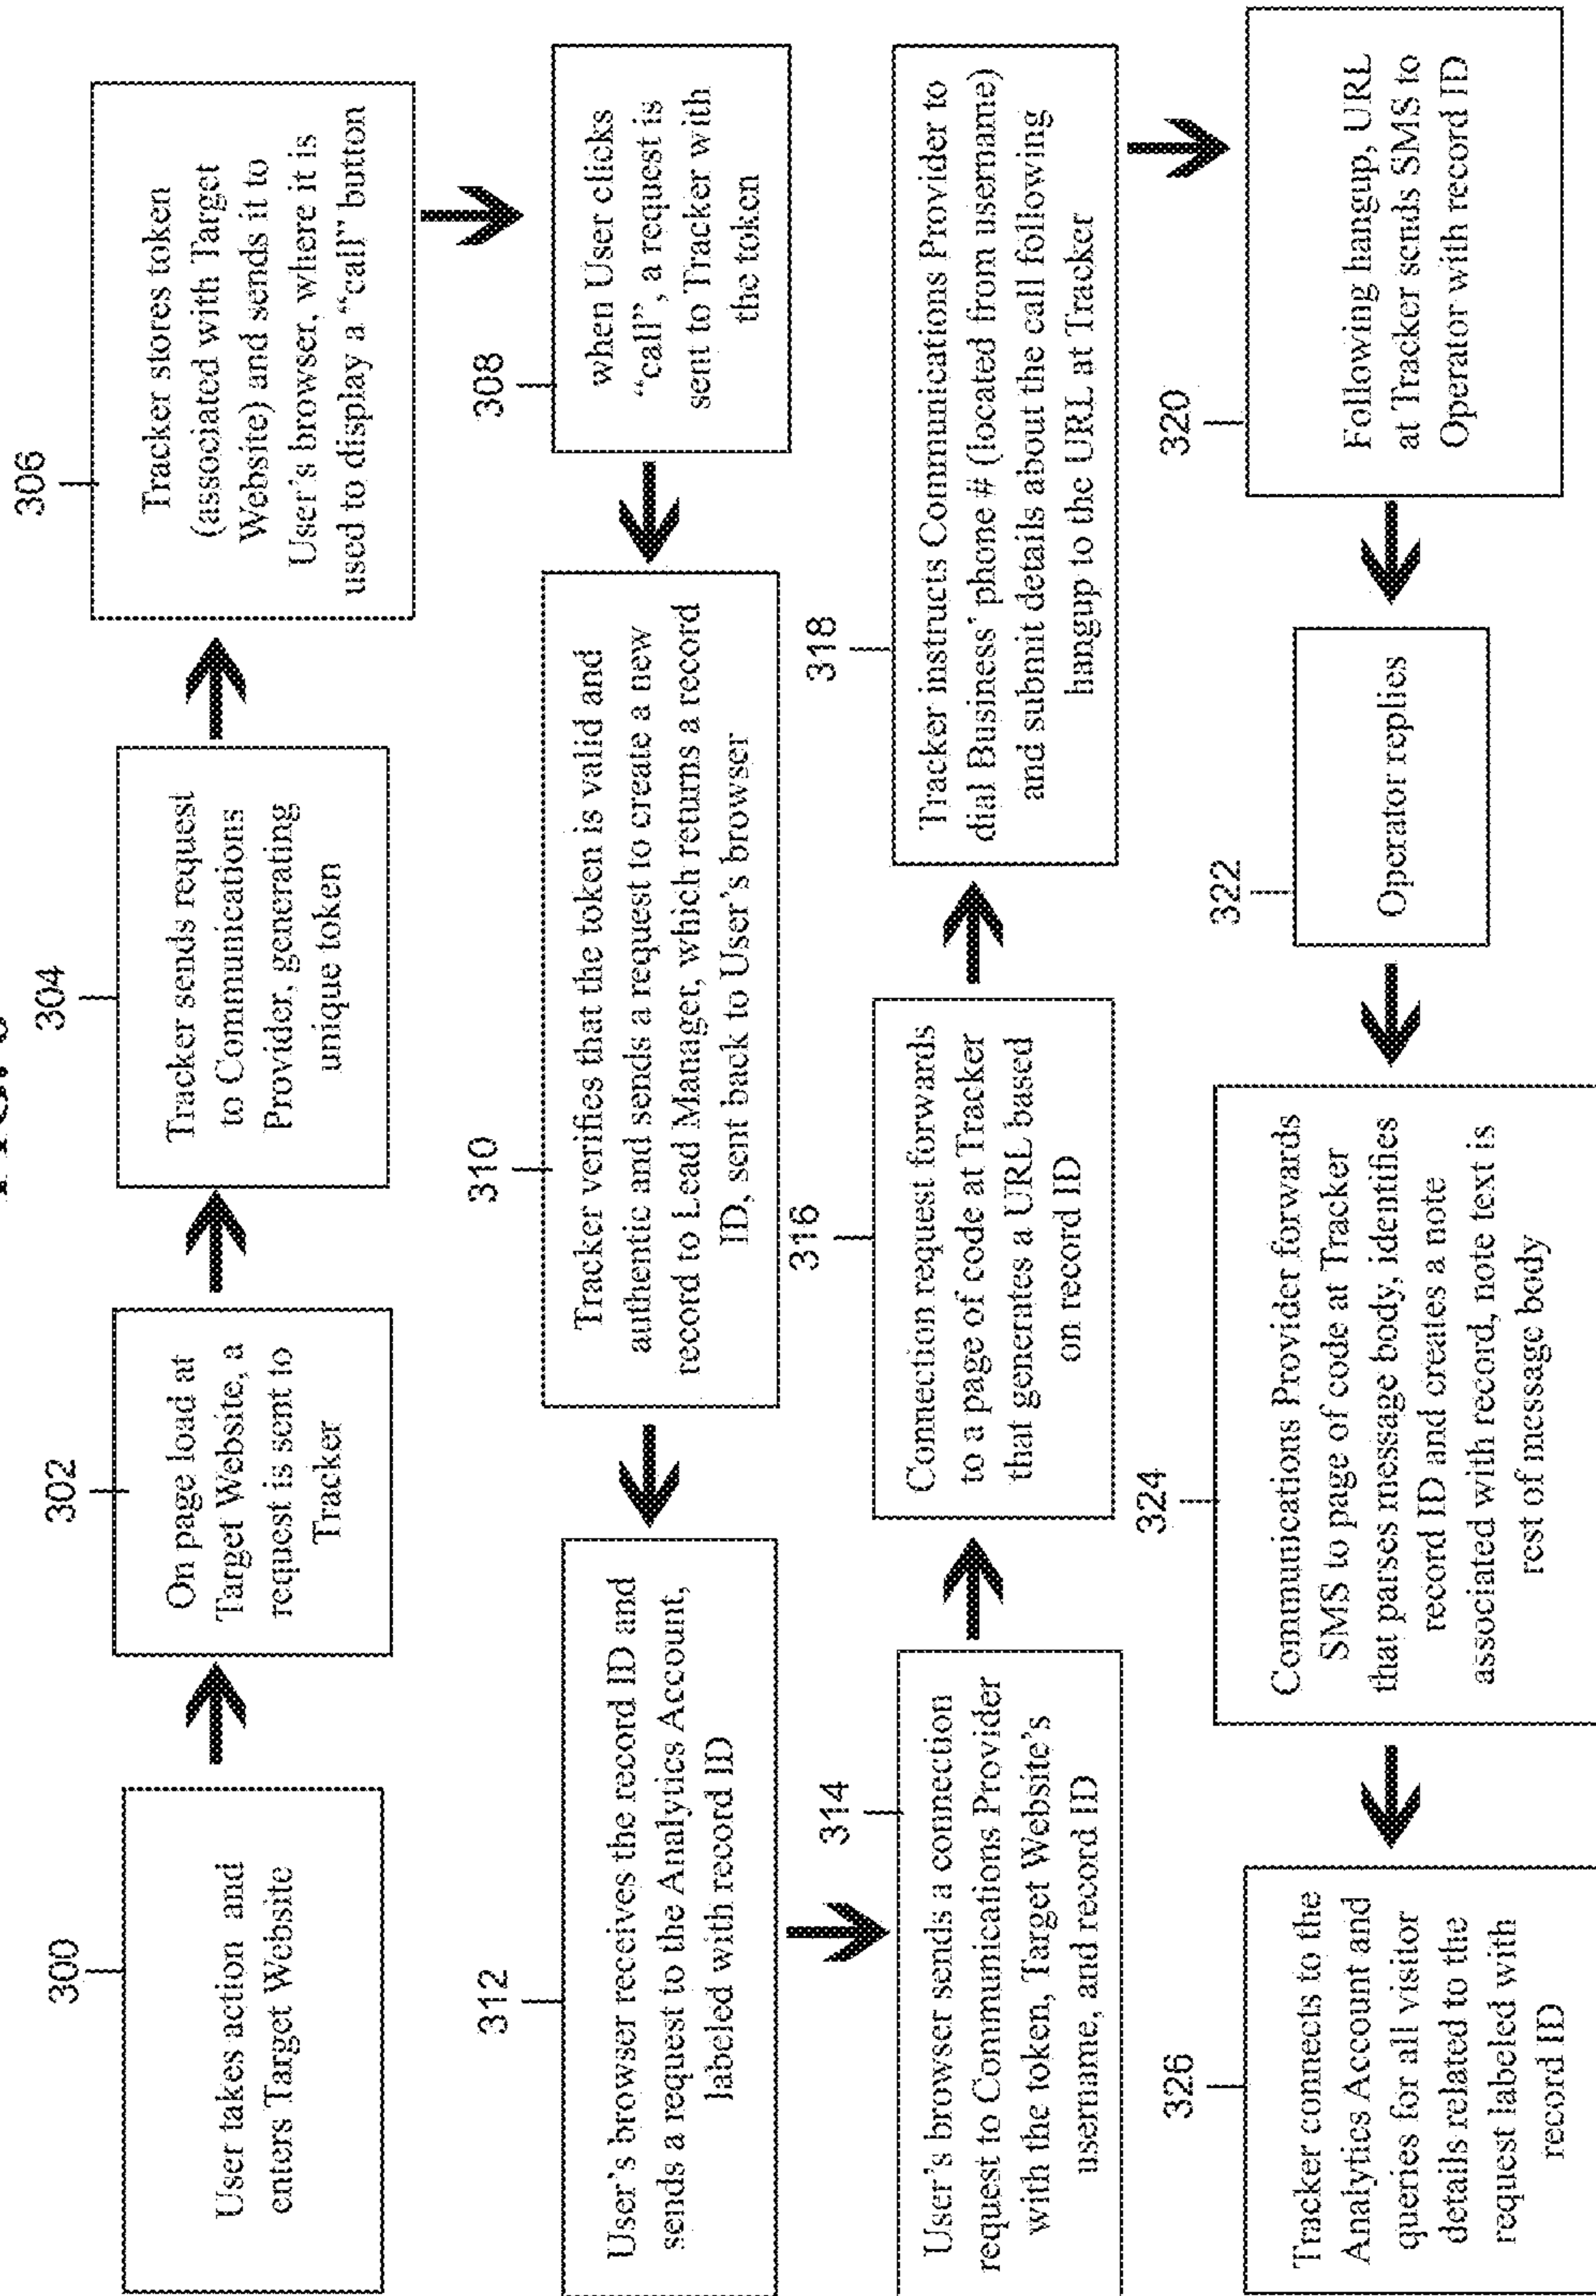 300
User takes action and
enters Target Website
302
On page load at
Target Website, a
request is sent to
Tracker
304
Tracker sends request
to Communications
Provider, generating
unique token
306
Tracker stores token
(associated with Target
Website) and sends it to
User's browser, where it is
used to display a “call” button
308
when User clicks
“call”, a request is
sent to Tracker with
the token
310
Tracker verifies that the token is valid and
authentic and sends a request to create a new
record to Lead Manager, which returns a record
ID, sent back to User's browser
312
User's browser receives the record ID and
sends a request to the Analytics Account,
labeled with record ID
314
User's browser sends a connection
request to Communications Provider
with the token, Target Website's
username, and record ID
316
Connection request forwards
to a page of code at Tracker
that generates a URL based
on record ID
318
Tracker instructs Communications Provider to
dial Business' phone # (located from username)
and submit details about the call following
hangup to the URL at Tracker
320
Following hangup, URL
at Tracker sends SMS to
Operator with record ID
322
Operator replies
324
Communications Provider forwards
SMS to page of code at Tracker
that parses message body, identifies
record ID and creates a note
associated with record, note text is
rest of message body
326
Tracker connects to the
Analytics Account and
queries for all visitor
details related to the
request labeled with
record ID